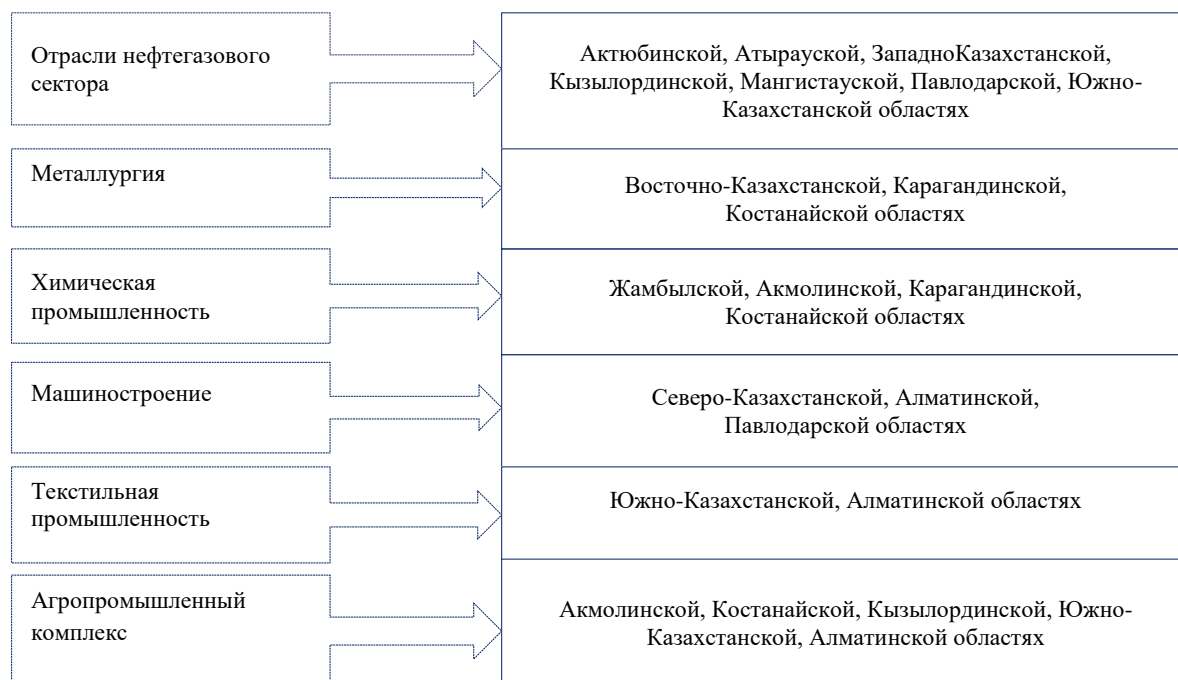 Отрасли нефтегазового
сектора
Актюбинской, Атырауской, ЗападноКазахстанской,
Кызылординской, Мангистауской, Павлодарской, Южно-
Казахстанской областях
Металлургия
Восточно-Казахстанской, Карагандинской,
Костанайской областях
Химическая
промышленность
Жамбылской, Акмолинской, Карагандинской,
Костанайской областях
Машиностроение
Северо-Казахстанской, Алматинской,
Павлодарской областях
Текстильная
промышленность
Южно-Казахстанской, Алматинской областях
Агропромышленный
комплекс
Акмолинской, Костанайской, Кызылординской, Южно-
Казахстанской, Алматинской областях